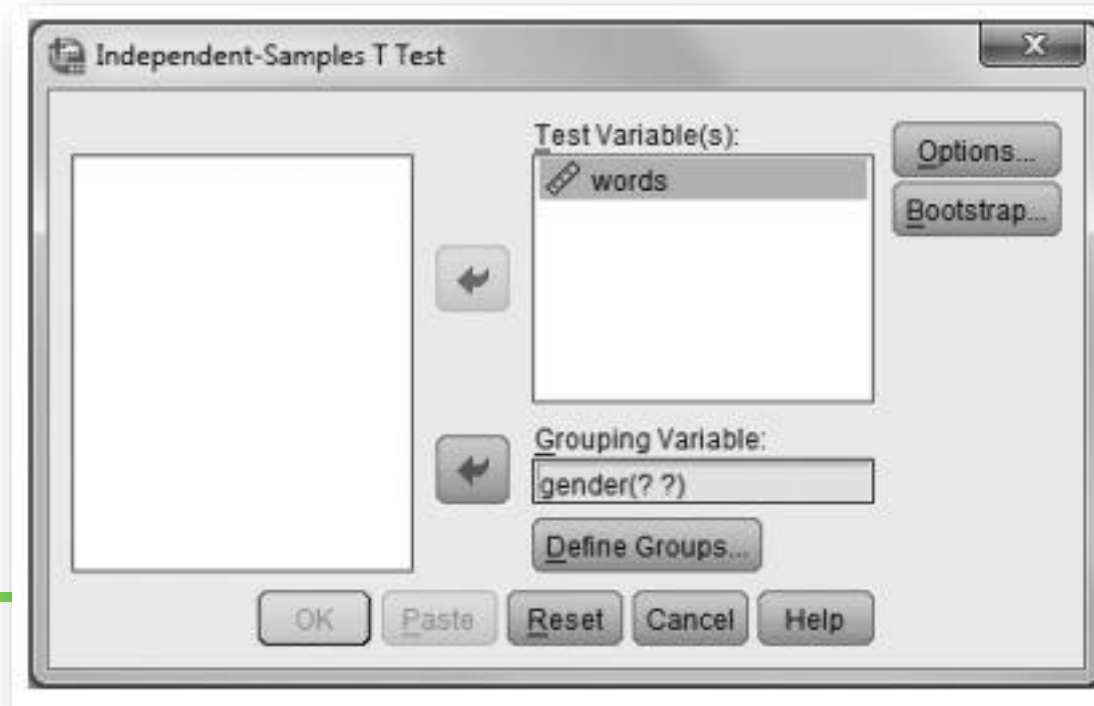 Independent-Samples T Test
Test Variable(s):
words
Options...
Bootstrap...
Grouping Variable:
gender(? ?)
Define Groups...
OK
Paste
Reset
Cancel
Help